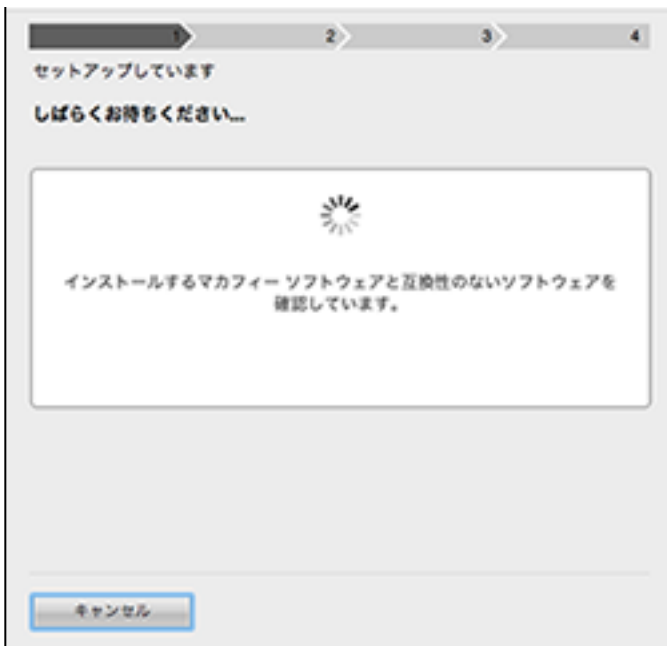 1 2 3 4
セットアップしています
しばらくお待ちください...
インストールするマカフィー ソフトウェアと互換性のないソフトウェアを
確認しています。
キャンセル